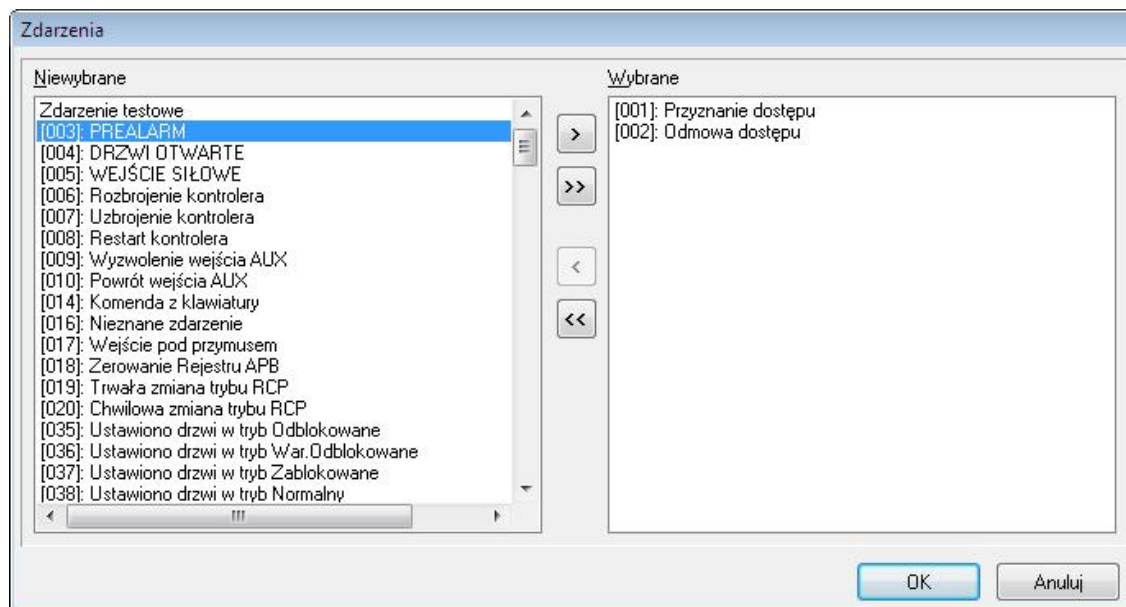 Zdarzenia
Niewybrane
Zdarzenie testowe
[003]: PREALARM
[004]: DRZWI OTWARTE
[005]: WEJŚCIE SIŁOWE
[006]: Rozbrojenie kontrolera
[007]: Uzbrojenie kontrolera
[008]: Restart kontrolera
[009]: Wyzwolenie wejścia AUX
[010]: Powrót wejścia AUX
[014]: Komenda z klawiatury
[016]: Nieznane zdarzenie
[017]: Wejście pod przymusem
[018]: Zerowanie Rejestru APB
[019]: Trwała zmiana trybu RCP
[020]: Chwilowa zmiana trybu RCP
[035]: Ustawiono drzwi w tryb Odblokowane
[036]: Ustawiono drzwi w tryb War.Odblokowane
[037]: Ustawiono drzwi w tryb Zablokowane
[038]: Ustawiono drzwi w tryb Normalny
>
>>
<
<<
Wybrane
[001]: Przyznanie dostępu
[002]: Odmowa dostępu
OK
Anuluj